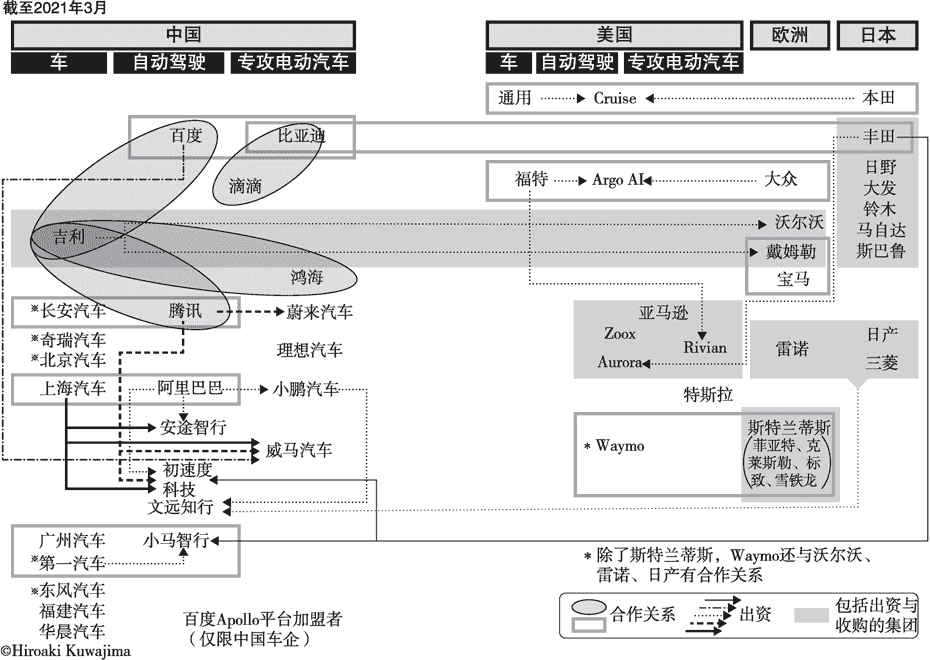 截至2021年3月
中国
美国
欧洲
日本
车
自动驾驶
专攻电动汽车
车
自动驾驶
专攻电动汽车
通用
Cruise
本田
百度
比亚迪
丰田
滴滴
福特
Argo AI
大众
日野
大发
铃木
马自达
斯巴鲁
吉利
沃尔沃
戴姆勒
鸿海
宝马
※长安汽车
腾讯
蔚来汽车
亚马逊
※奇瑞汽车
理想汽车
Zoox
Rivian
雷诺
日产
※北京汽车
Aurora
三菱
上海汽车
阿里巴巴
小鹏汽车
特斯拉
安途智行
斯特兰蒂斯
* Waymo
(菲亚特、克
莱斯勒、标
致、雪铁龙)
威马汽车
初速度
科技
文远知行
广州汽车
小马智行
※第一汽车
* 除了斯特兰蒂斯，Waymo还与沃尔沃、
雷诺、日产有合作关系
※东风汽车
福建汽车
华晨汽车
百度Apollo平台加盟者
（仅限中国车企）
合作关系
出资
包括出资与
收购的集团
©Hiroaki Kuwajima